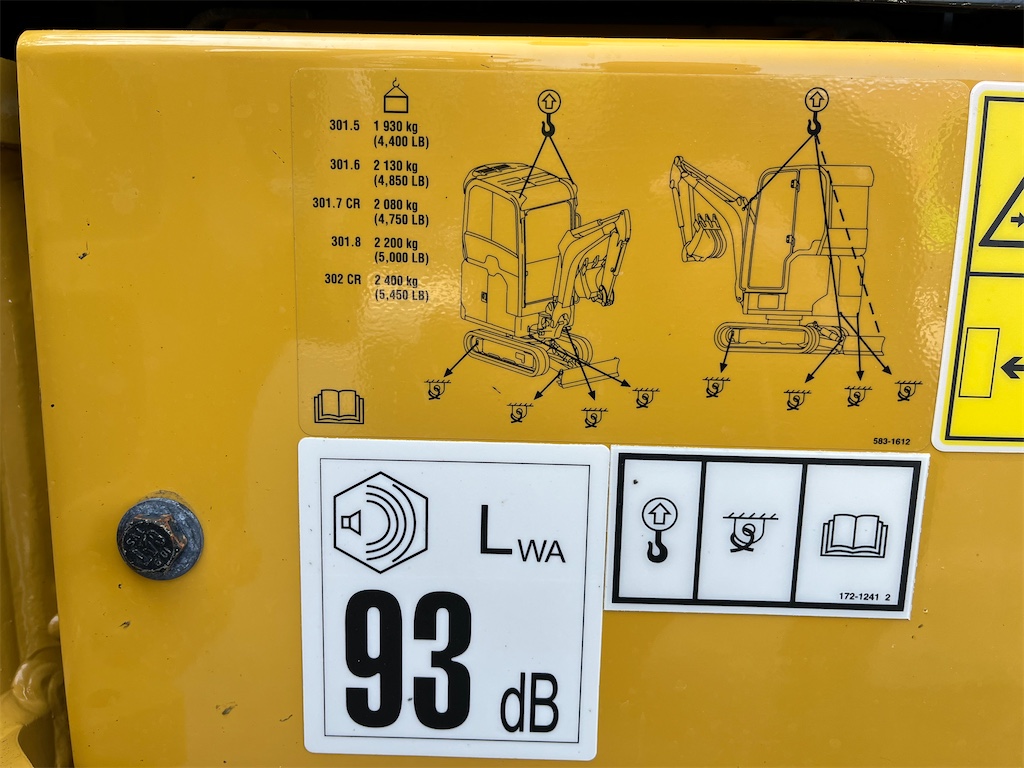 301.5 1 930 kg
(4,400 LB)
301.6 2 130 kg
(4,850 LB)
301.7 CR 2 080 kg
(4,750 LB)
301.8 2 200 kg
(5,000 LB)
302 CR 2 400 kg
(5,450 LB)
583-1612
LWA
93
dB
172-1241 2